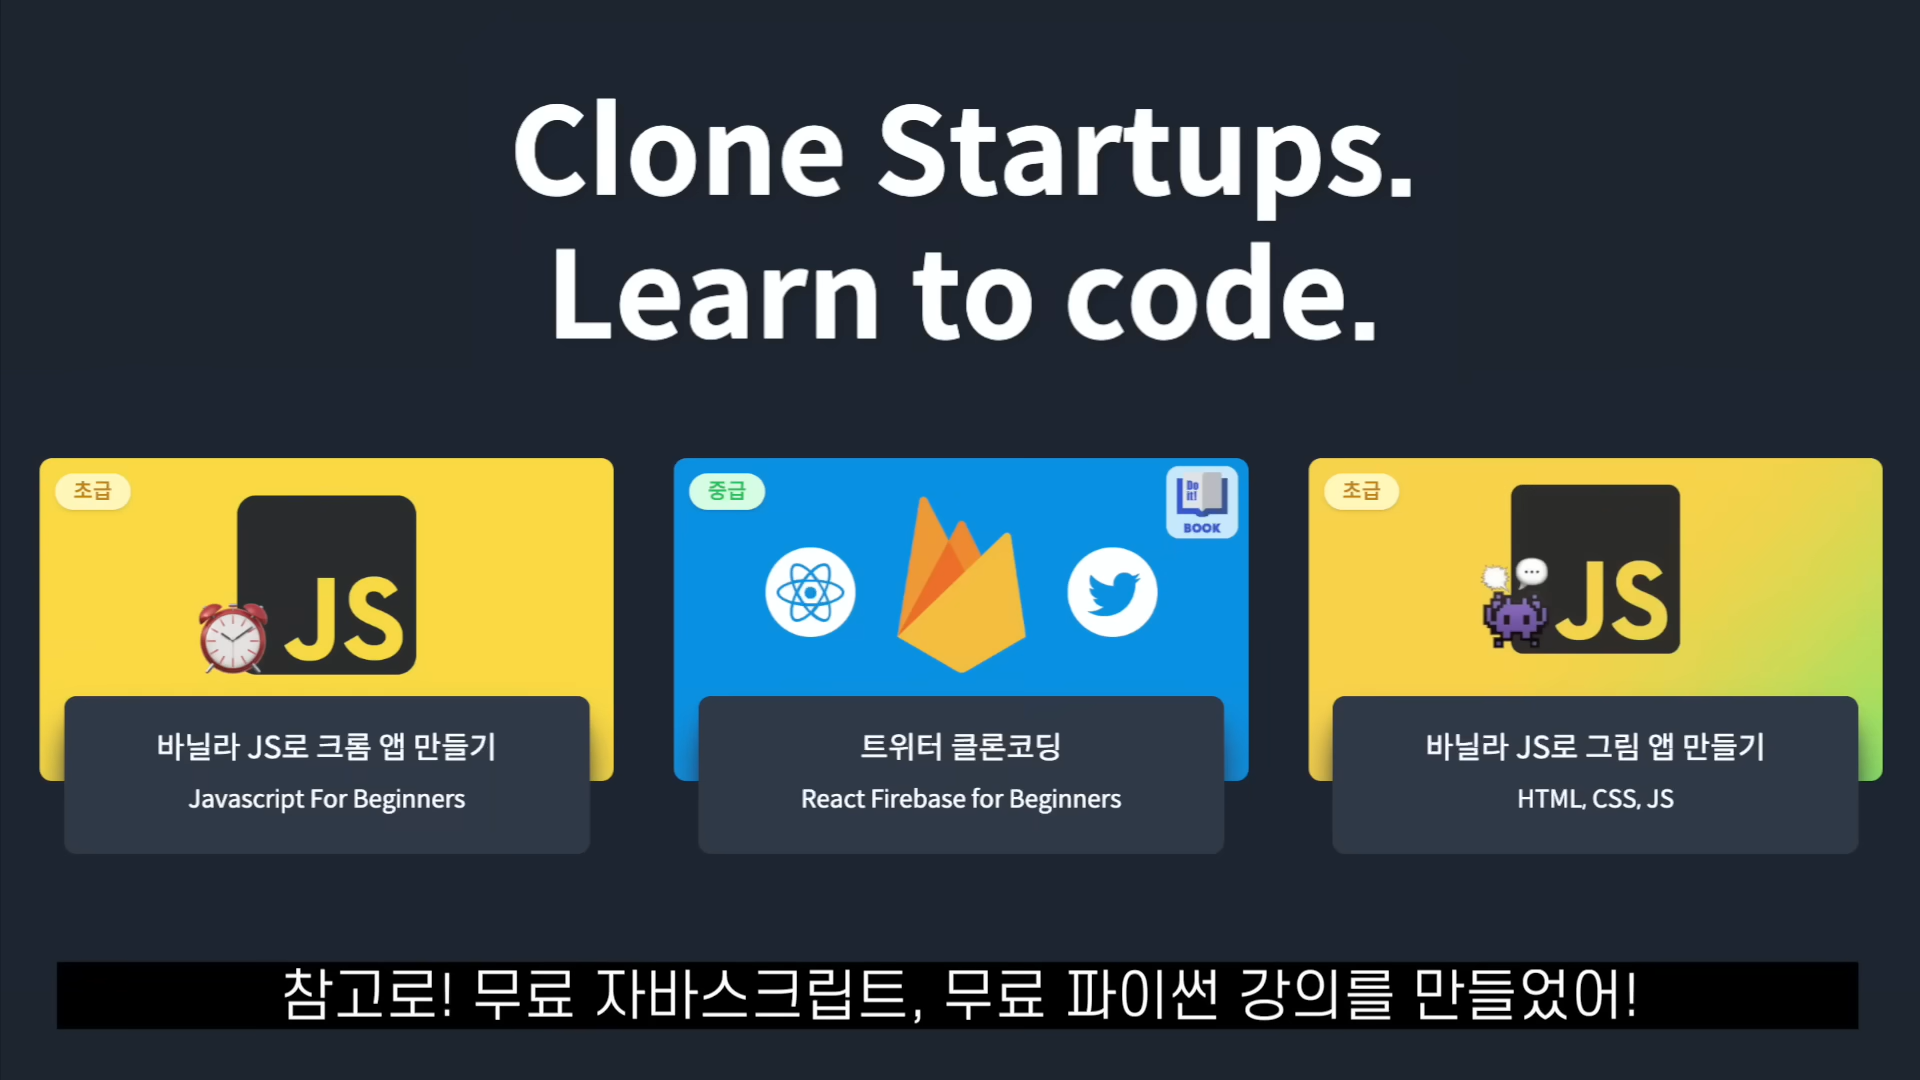 Clone Startups.
Learn to code.
초급
JS
바닐라 JS로 크롬 앱 만들기
Javascript For Beginners
중급
Do
it!
BOOK
트위터 클론코딩
React Firebase for Beginners
초급
JS
바닐라 JS로 그림 앱 만들기
HTML, CSS, JS
참고로! 무료 자바스크립트, 무료 파이썬 강의를 만들었어!